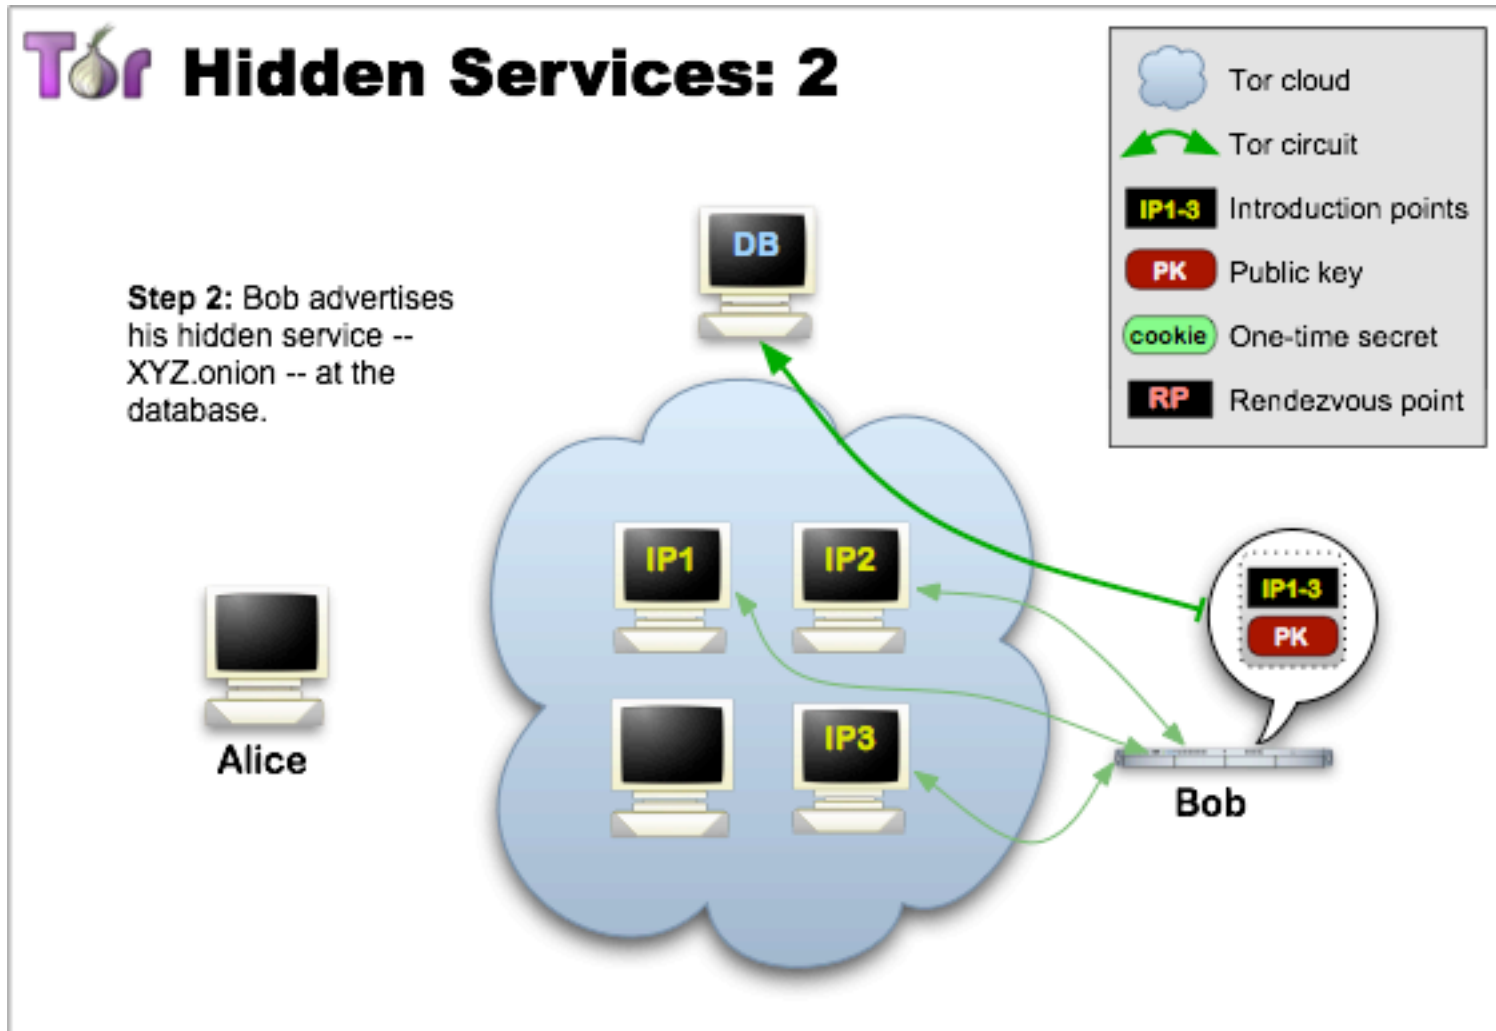 Tor Hidden Services: 2
Tor cloud
Tor circuit
IP1-3 Introduction points
PK Public key
cookie One-time secret
RP Rendezvous point
DB
Step 2: Bob advertises
his hidden service --
XYZ.onion -- at the
database.
IP1 IP2
IP1-3
PK
IP3
Alice
Bob